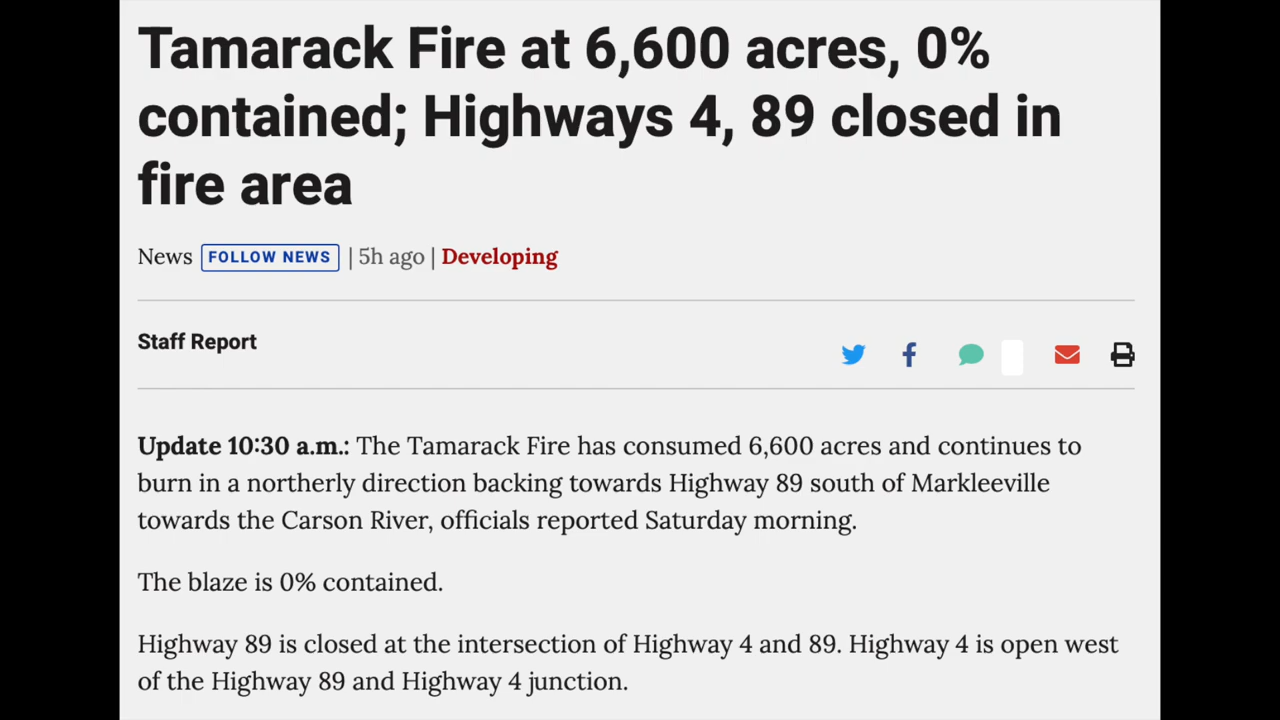 Tamarack Fire at 6,600 acres, 0%
contained; Highways 4, 89 closed in
fire area
News FOLLOW NEWS | 5h ago | Developing
Staff Report
Update 10:30 a.m.: The Tamarack Fire has consumed 6,600 acres and continues to
burn in a northerly direction backing towards Highway 89 south of Markleeville
towards the Carson River, officials reported Saturday morning.
The blaze is 0% contained.
Highway 89 is closed at the intersection of Highway 4 and 89. Highway 4 is open west
of the Highway 89 and Highway 4 junction.